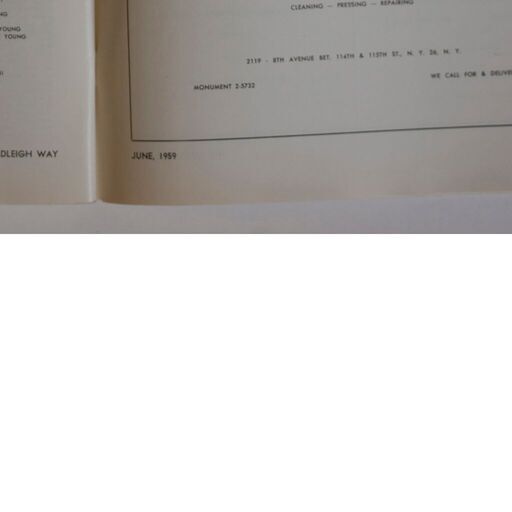 NG
YOUNG
YOUNG
DLEIGH WAY
CLEANING — PRESSING — REPAIRING
2119 - 8TH AVENUE BET. 114TH & 115TH ST., N. Y. 26, N. Y.
MONUMENT 2-5732
WE CALL FOR & DELIVE
JUNE, 1959